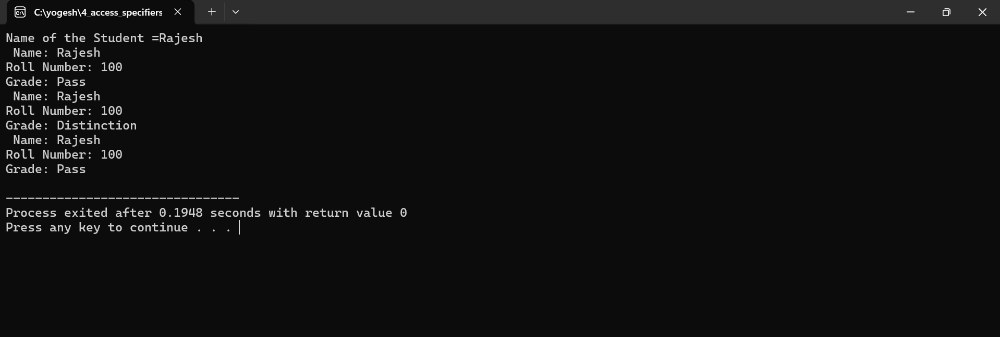 C:\yogesh\4_access_specifiers
Name of the Student =Rajesh
 Name: Rajesh
Roll Number: 100
Grade: Pass
 Name: Rajesh
Roll Number: 100
Grade: Distinction
 Name: Rajesh
Roll Number: 100
Grade: Pass
--------------------------------
Process exited after 0.1948 seconds with return value 0
Press any key to continue . . .